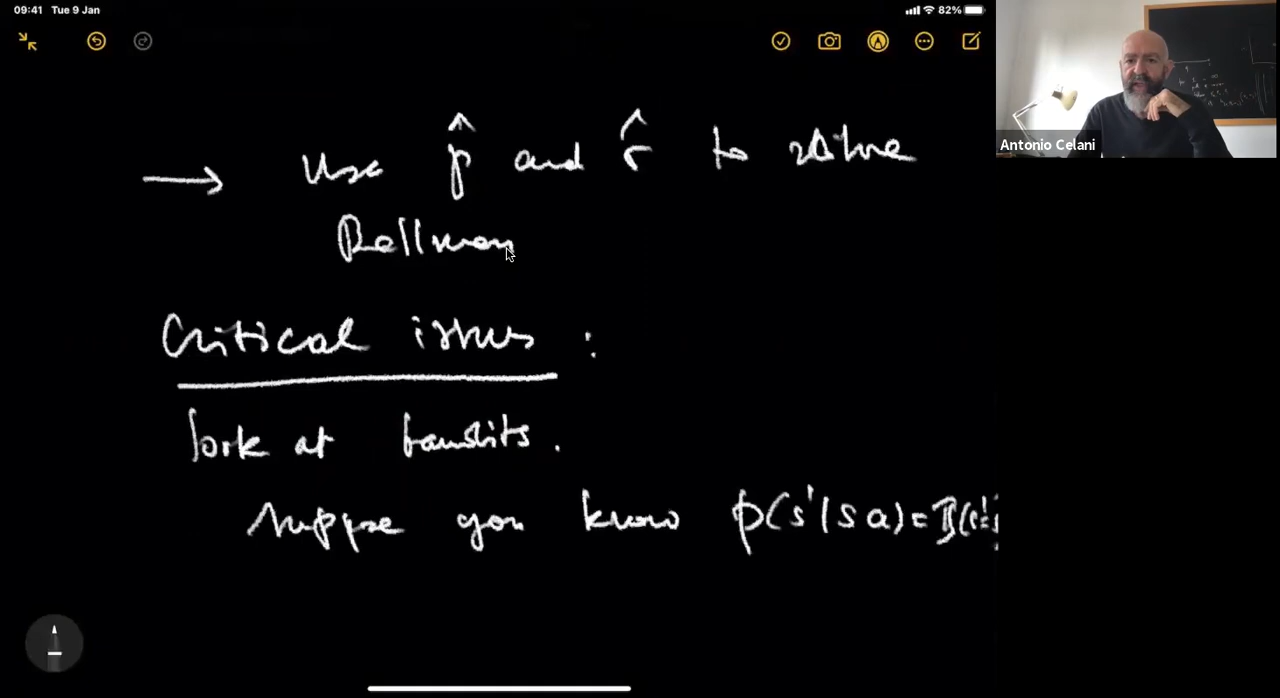 09:41 Tue 9 Jan 82%
Antonio Celani
→ Use p̂ and r̂ to solve
Bellman
Critical issues :
look at bandits.
Suppose you know p(s'|s a) =